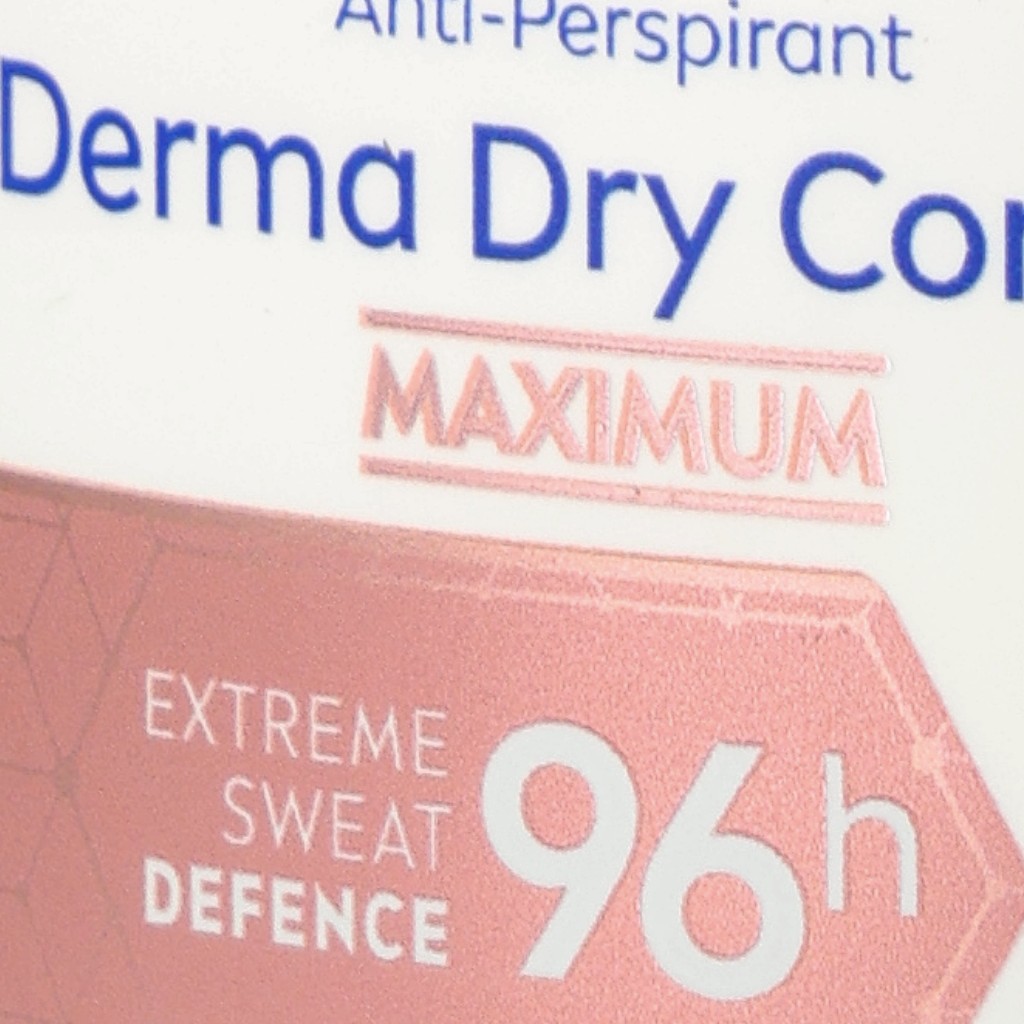 Anti-Perspirant
Derma Dry
MAXIMUM
EXTREME
SWEAT
DEFENCE
96h